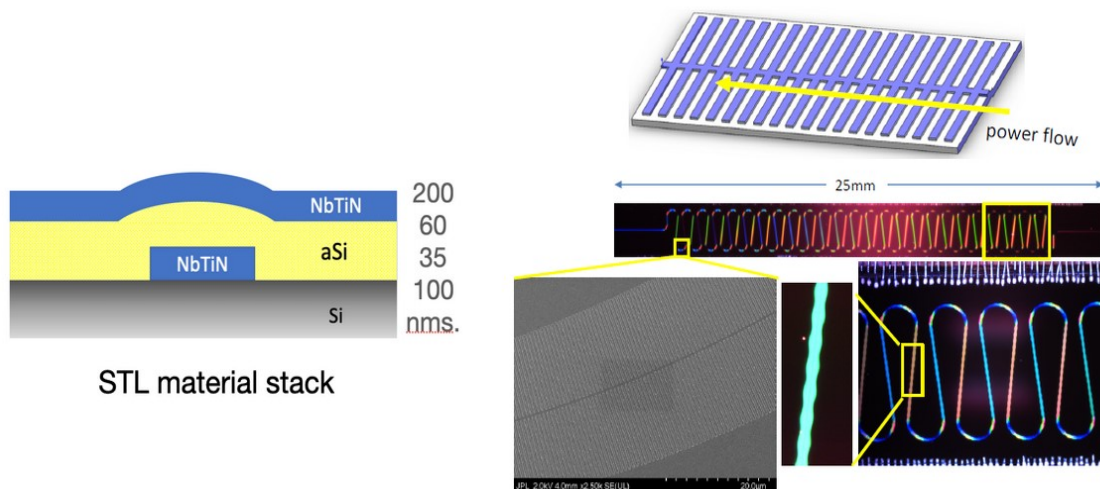 power flow
25mm
NbTiN
200
60
aSi
NbTiN
35
100
Si
nms.
STL material stack
JPL 2.0kV 4.0mm x2.50k SE(UL)
20.0um